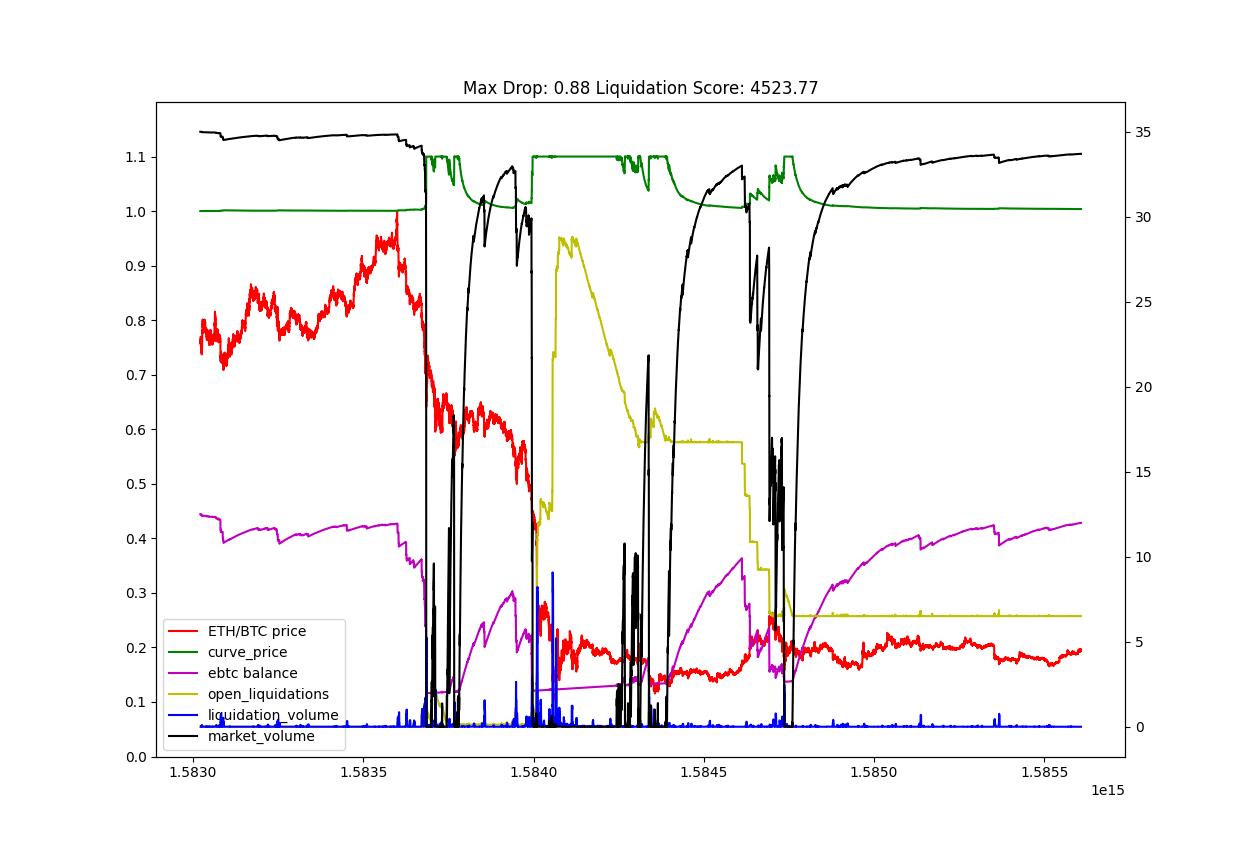 Max Drop: 0.88 Liquidation Score: 4523.77
1.1
1.0
0.9
0.8
0.7
0.6
0.5
0.4
0.3
0.2
0.1
0.0
35
30
25
20
15
10
5
0
ETH/BTC price
curve_price
ebtc balance
open_liquidations
liquidation_volume
market_volume
1.5830 1.5835 1.5840 1.5845 1.5850 1.5855
1e15